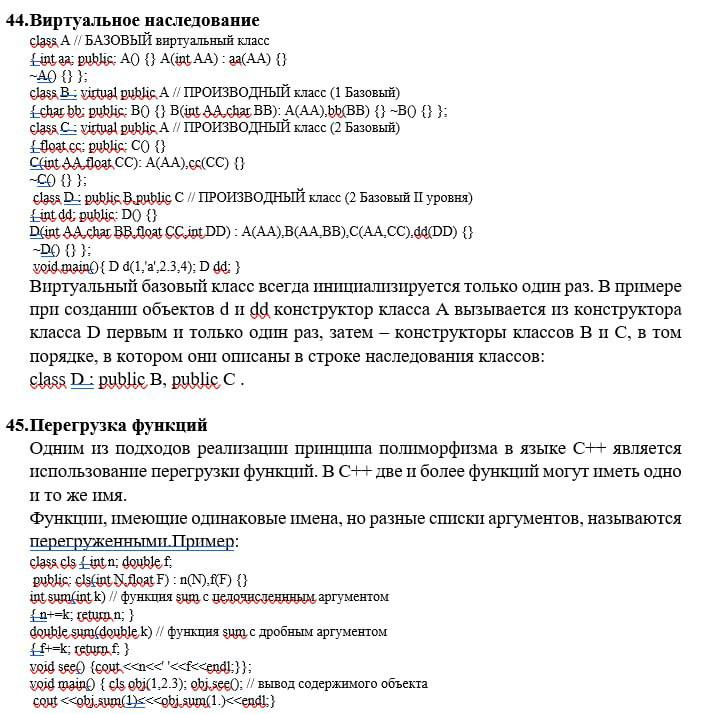 44.Виртуальное наследование
class A // БАЗОВЫЙ виртуальный класс
{ int aa; public: A() {} A(int AA) : aa(AA) {}
~A() {} };
class B : virtual public A // ПРОИЗВОДНЫЙ класс (1 Базовый)
{ char bb; public: B() {} B(int AA,char BB): A(AA),bb(BB) {} ~B() {} };
class C : virtual public A // ПРОИЗВОДНЫЙ класс (2 Базовый)
{ float cc; public: C() {}
C(int AA,float CC): A(AA),cc(CC) {}
~C() {} };
class D : public B,public C // ПРОИЗВОДНЫЙ класс (2 Базовый II уровня)
{ int dd; public: D() {}
D(int AA,char BB,float CC,int DD) : A(AA),B(AA,BB),C(AA,CC),dd(DD) {}
~D() {} };
void main(){ D d(1,'a',2.3,4); D dd; }
Виртуальный базовый класс всегда инициализируется только один раз. В примере
при создании объектов d и dd конструктор класса A вызывается из конструктора
класса D первым и только один раз, затем – конструкторы классов B и C, в том
порядке, в котором они описаны в строке наследования классов:
class D : public B, public C .
45.Перегрузка функций
Одним из подходов реализации принципа полиморфизма в языке C++ является
использование перегрузки функций. В C++ две и более функций могут иметь одно
и то же имя.
Функции, имеющие одинаковые имена, но разные списки аргументов, называются
перегруженными.Пример:
class cls { int n; double f;
public: cls(int N,float F) : n(N),f(F) {}
int sum(int k) // функция sum с целочисленнным аргументом
{ n+=k; return n; }
double sum(double k) // функция sum с дробным аргументом
{ f+=k; return f; }
void see() {cout <<n<<' '<<f<<endl;}};
void main() { cls obj(1,2.3); obj.see(); // вывод содержимого объекта
cout <<obj.sum(1)<<<obj.sum(1.)<<endl;}